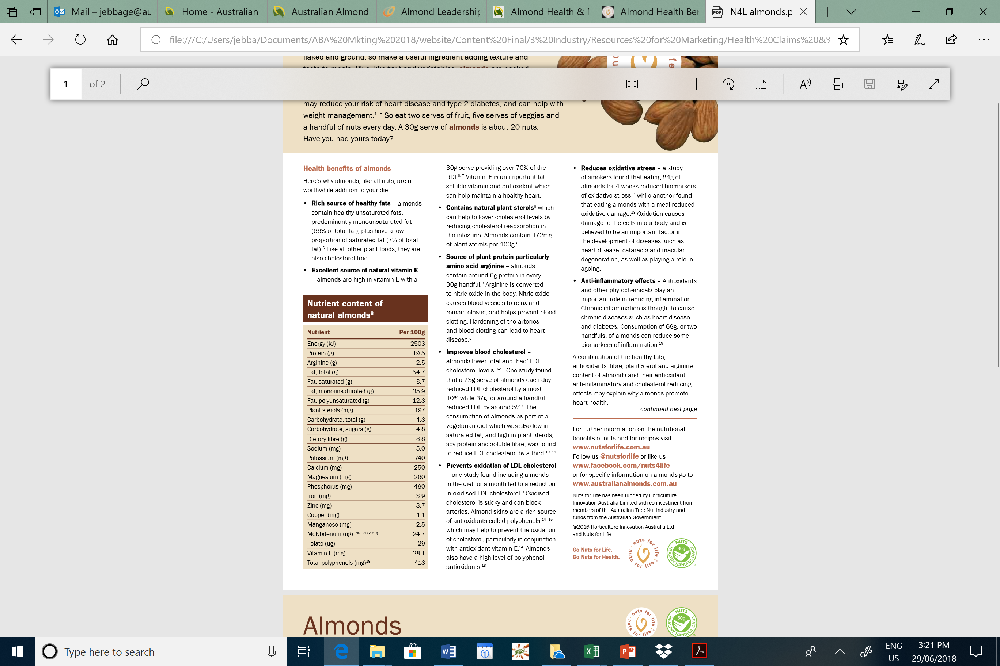 Mail – jebbage@au
Home - Australian
Australian Almond
Almond Leadership
Almond Health & N
Almond Health Ber
PDF
N4L almonds.p
file:///C:/Users/jebba/Documents/ABA%20Mkting%202018/website/Content%20Final/3%20Industry/Resources%20for%20Marketing/Health%20Claims%20&%
flaked and ground, so make a useful ingredient adding texture and
1 of 2
may reduce your risk of heart disease and type 2 diabetes, and can help with
weight management.1–5 So eat two serves of fruit, five serves of veggies and
a handful of nuts every day. A 30g serve of almonds is about 20 nuts.
Have you had yours today?
Health benefits of almonds
Here's why almonds, like all nuts, are a
worthwhile addition to your diet:
• Rich source of healthy fats – almonds
contain healthy unsaturated fats,
predominantly monounsaturated fat
(66% of total fat), plus have a low
proportion of saturated fat (7% of total
fat).6 Like all other plant foods, they are
also cholesterol free.
• Excellent source of natural vitamin E
– almonds are high in vitamin E with a
30g serve providing over 70% of the
RDI.6, 7 Vitamin E is an important fat-
soluble vitamin and antioxidant which
can help maintain a healthy heart.
• Contains natural plant sterols6 which
can help to lower cholesterol levels by
reducing cholesterol reabsorption in
the intestine. Almonds contain 172mg
of plant sterols per 100g.6
• Source of plant protein particularly
amino acid arginine – almonds
contain around 6g protein in every
30g handful.6 Arginine is converted
to nitric oxide in the body. Nitric oxide
causes blood vessels to relax and
remain elastic, and helps prevent blood
clotting. Hardening of the arteries
and blood clotting can lead to heart
disease.8
• Improves blood cholesterol –
almonds lower total and 'bad' LDL
cholesterol levels.9–13 One study found
that a 73g serve of almonds each day
reduced LDL cholesterol by almost
10% while 37g, or around a handful,
reduced LDL by around 5%.9 The
consumption of almonds as part of a
vegetarian diet which was also low in
saturated fat, and high in plant sterols,
soy protein and soluble fibre, was found
to reduce LDL cholesterol by a third.10, 11
• Prevents oxidation of LDL cholesterol
– one study found including almonds
in the diet for a month led to a reduction
in oxidised LDL cholesterol.9 Oxidised
cholesterol is sticky and can block
arteries. Almond skins are a rich source
of antioxidants called polyphenols,14–15
which may help to prevent the oxidation
of cholesterol, particularly in conjunction
with antioxidant vitamin E.14 Almonds
also have a high level of polyphenol
antioxidants.16
• Reduces oxidative stress – a study
of smokers found that eating 84g of
almonds for 4 weeks reduced biomarkers
of oxidative stress17 while another found
that eating almonds with a meal reduced
oxidative damage.18 Oxidation causes
damage to the cells in our body and is
believed to be an important factor in
the development of diseases such as
heart disease, cataracts and macular
degeneration, as well as playing a role in
ageing.
• Anti-inflammatory effects – Antioxidants
and other phytochemicals play an
important role in reducing inflammation.
Chronic inflammation is thought to cause
chronic diseases such as heart disease
and diabetes. Consumption of 68g, or two
handfuls, of almonds can reduce some
biomarkers of inflammation.19
A combination of the healthy fats,
antioxidants, fibre, plant sterol and arginine
content of almonds and their antioxidant,
anti-inflammatory and cholesterol reducing
effects may explain why almonds promote
heart health.
continued next page
Nutrient content of
natural almonds6
Nutrient Per 100g
Energy (kJ) 2503
Protein (g) 19.5
Arginine (g) 2.5
Fat, total (g) 54.7
Fat, saturated (g) 3.7
Fat, monounsaturated (g) 35.9
Fat, polyunsaturated (g) 12.8
Plant sterols (mg) 197
Carbohydrate, total (g) 4.8
Carbohydrate, sugars (g) 4.8
Dietary fibre (g) 8.8
Sodium (mg) 5.0
Potassium (mg) 740
Calcium (mg) 250
Magnesium (mg) 260
Phosphorus (mg) 480
Iron (mg) 3.9
Zinc (mg) 3.7
Copper (mg) 1.1
Manganese (mg) 2.5
Molybdenum (ug) (NUTTAB 2010) 24.7
Folate (ug) 29
Vitamin E (mg) 28.1
Total polyphenols (mg)16 418
For further information on the nutritional
benefits of nuts and for recipes visit
www.nutsforlife.com.au
Follow us @nutsforlife or like us
www.facebook.com/nuts4life
or for specific information on almonds go to
www.australianalmonds.com.au
Nuts for Life has been funded by Horticulture
Innovation Australia Limited with co-investment from
members of the Australian Tree Nut Industry and
funds from the Australian Government.
©2016 Horticulture Innovation Australia Ltd
and Nuts for Life
Go Nuts for Life.
Go Nuts for Health.
nuts for life
nuts for life
NUTS
30g
HEALTHY HANDFUL DAILY
Almonds
nuts for life
nuts for life
NUTS
30g
HEALTHY HANDFUL DAILY
Type here to search
ENG
US
3:21 PM
29/06/2018